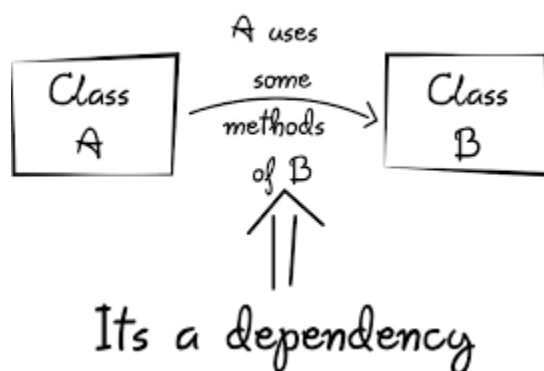 Class
A
A uses
some
methods
of B
Class
B
Its a dependency